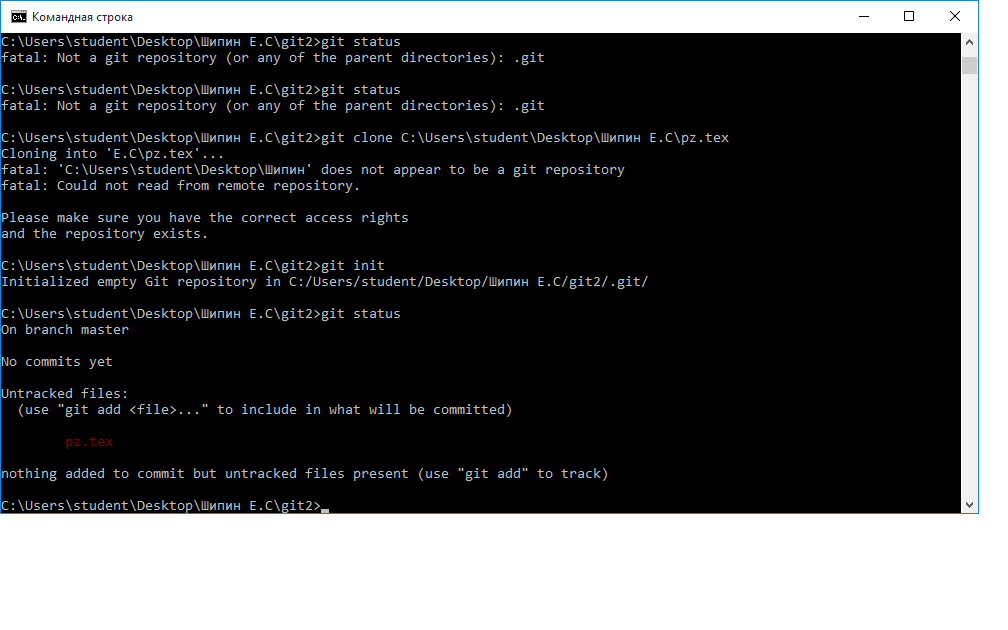 Командная строка
C:\Users\student\Desktop\Шипин Е.С\git2>git status
fatal: Not a git repository (or any of the parent directories): .git
C:\Users\student\Desktop\Шипин Е.С\git2>git status
fatal: Not a git repository (or any of the parent directories): .git
C:\Users\student\Desktop\Шипин Е.С\git2>git clone C:\Users\student\Desktop\Шипин Е.С\pz.tex
Cloning into 'Е.С\pz.tex'...
fatal: 'C:\Users\student\Desktop\Шипин' does not appear to be a git repository
fatal: Could not read from remote repository.
Please make sure you have the correct access rights
and the repository exists.
C:\Users\student\Desktop\Шипин Е.С\git2>git init
Initialized empty Git repository in C:/Users/student/Desktop/Шипин Е.С/git2/.git/
C:\Users\student\Desktop\Шипин Е.С\git2>git status
On branch master
No commits yet
Untracked files:
  (use "git add <file>..." to include in what will be committed)
        pz.tex
nothing added to commit but untracked files present (use "git add" to track)
C:\Users\student\Desktop\Шипин Е.С\git2>